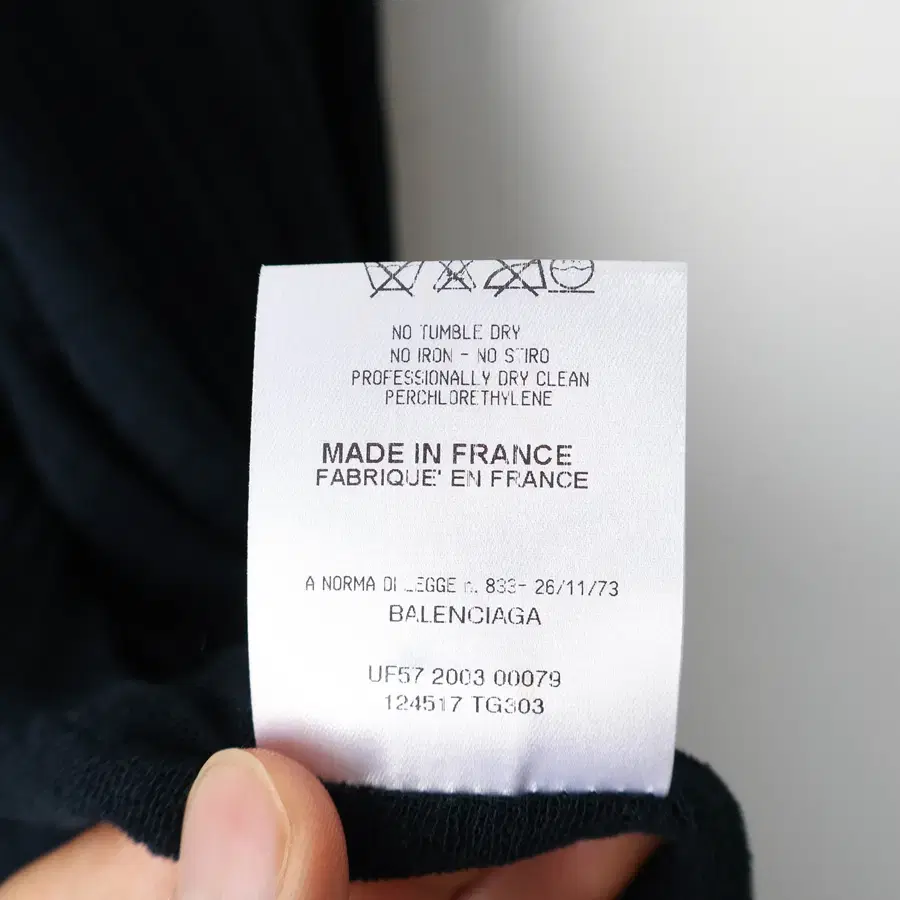 NO TUMBLE DRY
NO IRON - NO STIRO
PROFESSIONALLY DRY CLEAN
PERCHLORETHYLENE
MADE IN FRANCE
FABRIQUE' EN FRANCE
A NORMA DI LEGGE n. 833- 26/11/73
BALENCIAGA
UF57 2003 00079
124517 TG303